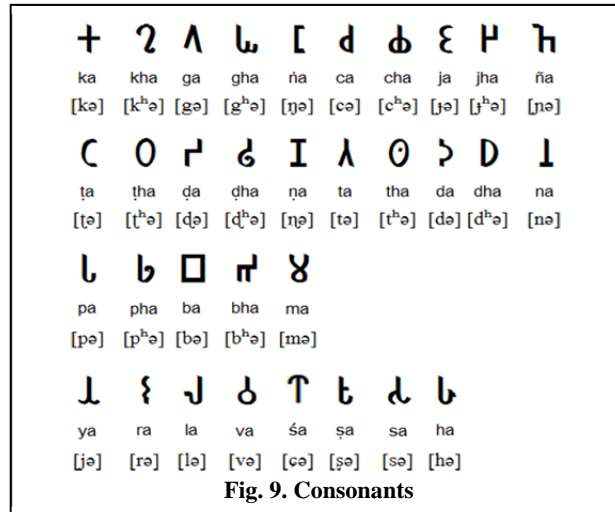 𑀓 𑀔 𑀕 𑀖 𑀗 𑀘 𑀙 𑀚 𑀛 𑀜
ka kha ga gha ṅa ca cha ja jha ña
[kə] [kʰə] [gə] [gʰə] [ŋə] [cə] [cʰə] [ɟə] [ɟʰə] [ɲə]
𑀝 𑀞 𑀟 𑀠 𑀡 𑀢 𑀣 𑀤 𑀥 𑀦
ṭa ṭha ḍa ḍha ṇa ta tha da dha na
[ʈə] [ʈʰə] [ɖə] [ɖʰə] [ɳə] [tə] [tʰə] [də] [dʰə] [nə]
𑀧 𑀨 𑀩 𑀪 𑀫
pa pha ba bha ma
[pə] [pʰə] [bə] [bʰə] [mə]
𑀬 𑀭 𑀮 𑀯 𑀰 𑀱 𑀲 𑀳
ya ra la va śa ṣa sa ha
[jə] [rə] [lə] [və] [ɕə] [ʂə] [sə] [hə]
Fig. 9. Consonants